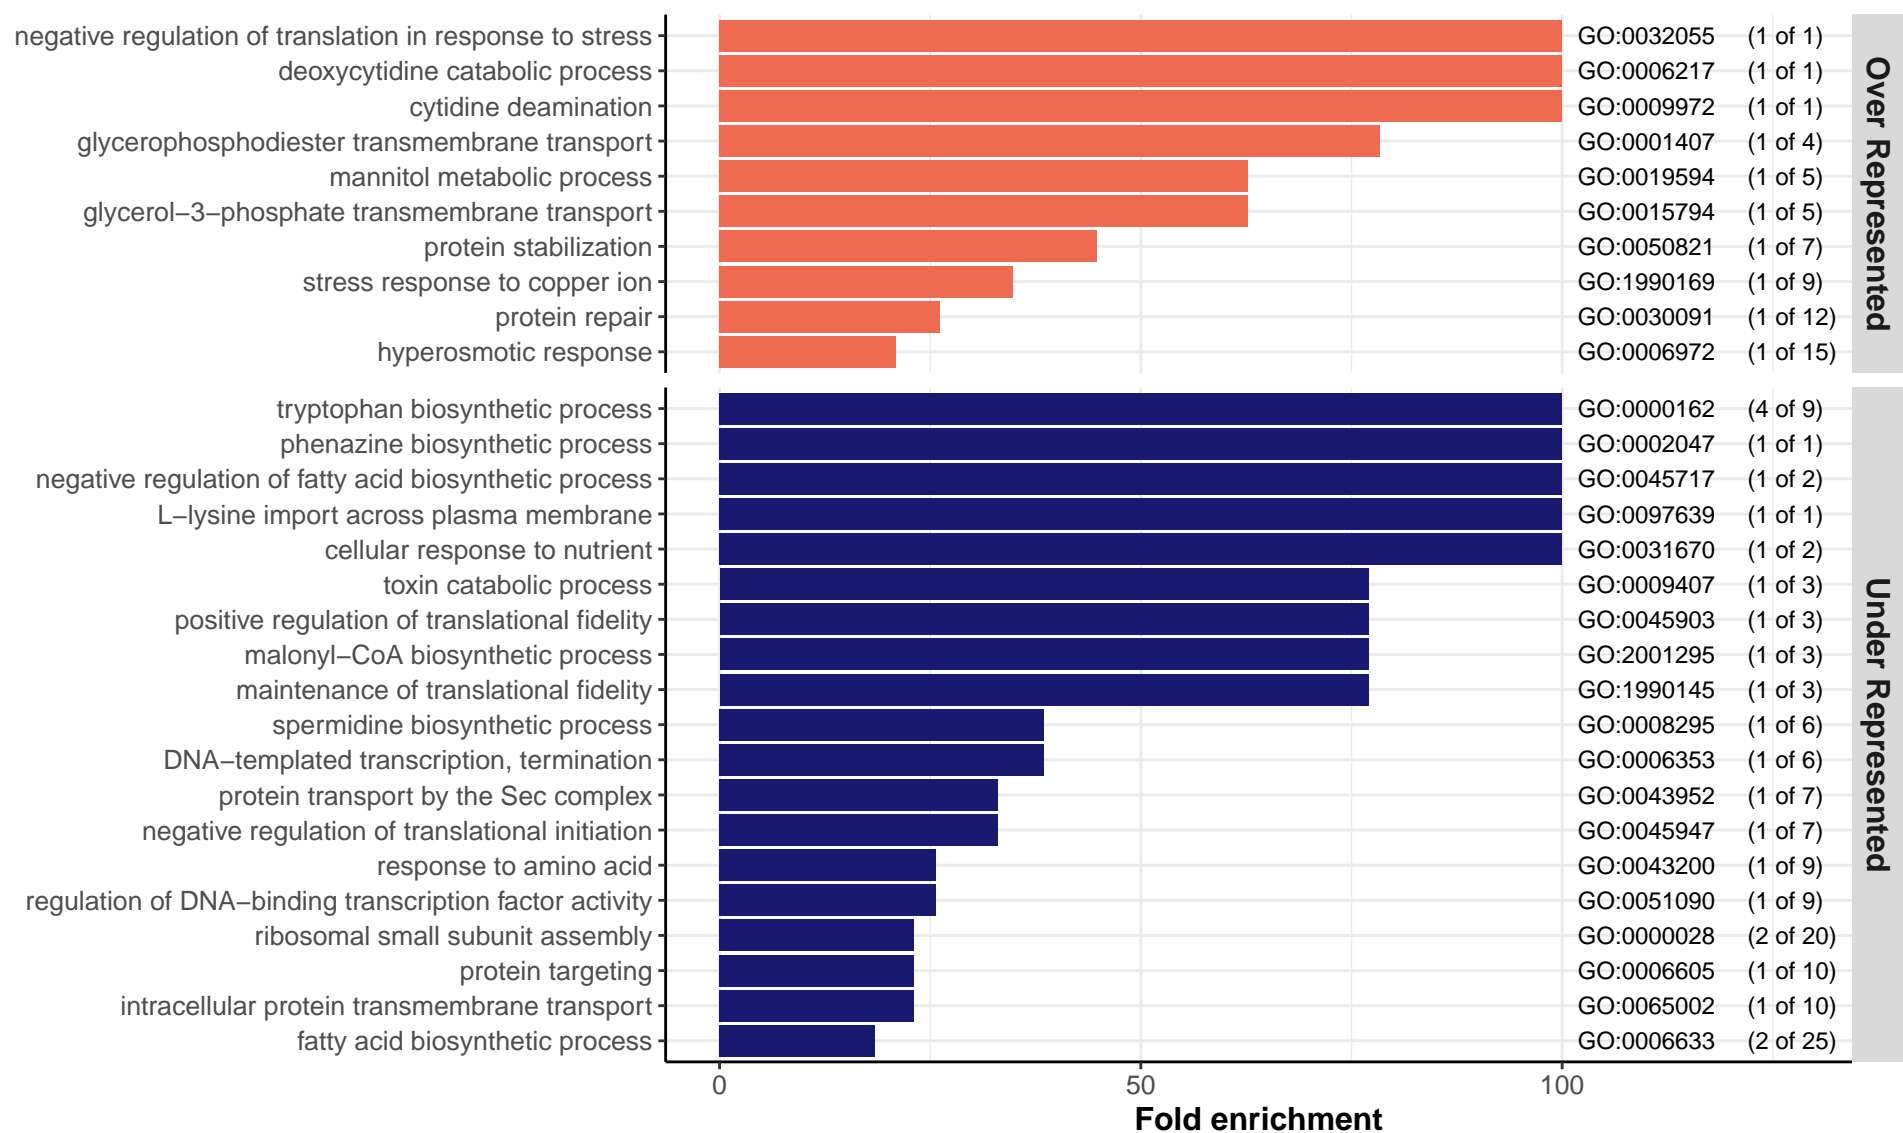 negative regulation of translation in response to stress GO:0032055 (1 of 1)
deoxycytidine catabolic process GO:0006217 (1 of 1)
cytidine deamination GO:0009972 (1 of 1)
glycerophosphodiester transmembrane transport GO:0001407 (1 of 4)
mannitol metabolic process GO:0019594 (1 of 5)
glycerol−3−phosphate transmembrane transport GO:0015794 (1 of 5)
protein stabilization GO:0050821 (1 of 7)
stress response to copper ion GO:1990169 (1 of 9)
protein repair GO:0030091 (1 of 12)
hyperosmotic response GO:0006972 (1 of 15)
Over Represented
tryptophan biosynthetic process GO:0000162 (4 of 9)
phenazine biosynthetic process GO:0002047 (1 of 1)
negative regulation of fatty acid biosynthetic process GO:0045717 (1 of 2)
L−lysine import across plasma membrane GO:0097639 (1 of 1)
cellular response to nutrient GO:0031670 (1 of 2)
toxin catabolic process GO:0009407 (1 of 3)
positive regulation of translational fidelity GO:0045903 (1 of 3)
malonyl−CoA biosynthetic process GO:2001295 (1 of 3)
maintenance of translational fidelity GO:1990145 (1 of 3)
spermidine biosynthetic process GO:0008295 (1 of 6)
DNA−templated transcription, termination GO:0006353 (1 of 6)
protein transport by the Sec complex GO:0043952 (1 of 7)
negative regulation of translational initiation GO:0045947 (1 of 7)
response to amino acid GO:0043200 (1 of 9)
regulation of DNA−binding transcription factor activity GO:0051090 (1 of 9)
ribosomal small subunit assembly GO:0000028 (2 of 20)
protein targeting GO:0006605 (1 of 10)
intracellular protein transmembrane transport GO:0065002 (1 of 10)
fatty acid biosynthetic process GO:0006633 (2 of 25)
Under Represented
0 50 100
Fold enrichment